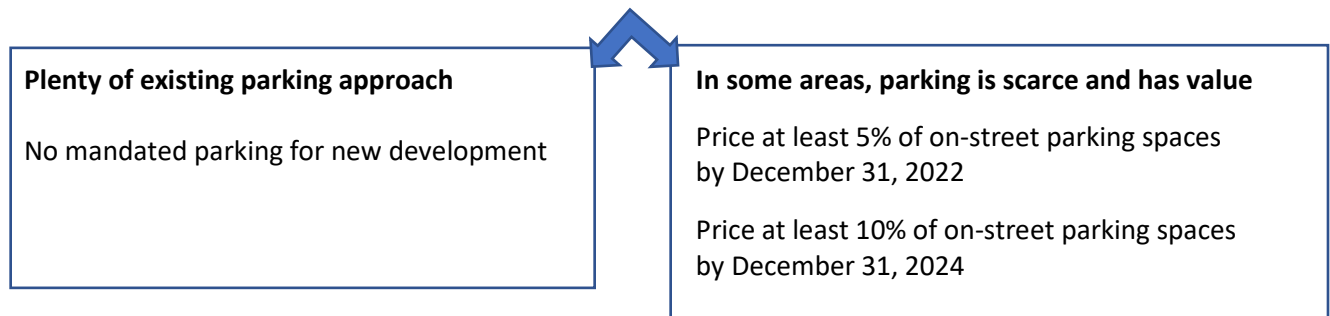 Plenty of existing parking approach
No mandated parking for new development
In some areas, parking is scarce and has value
Price at least 5% of on-street parking spaces
by December 31, 2022
Price at least 10% of on-street parking spaces
by December 31, 2024